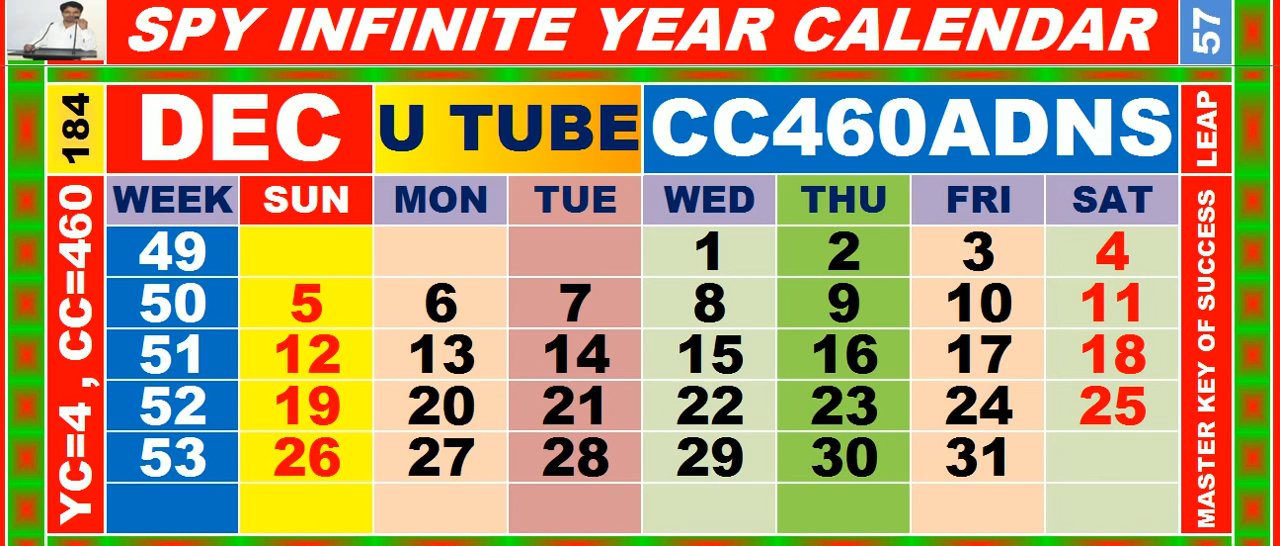 SPY INFINITE YEAR CALENDAR
57
184
DEC
U TUBE
CC460ADNS
LEAP
YC=4 , CC=460
WEEK SUN MON TUE WED THU FRI SAT
49 1 2 3 4
50 5 6 7 8 9 10 11
51 12 13 14 15 16 17 18
52 19 20 21 22 23 24 25
53 26 27 28 29 30 31
MASTER KEY OF SUCCESS